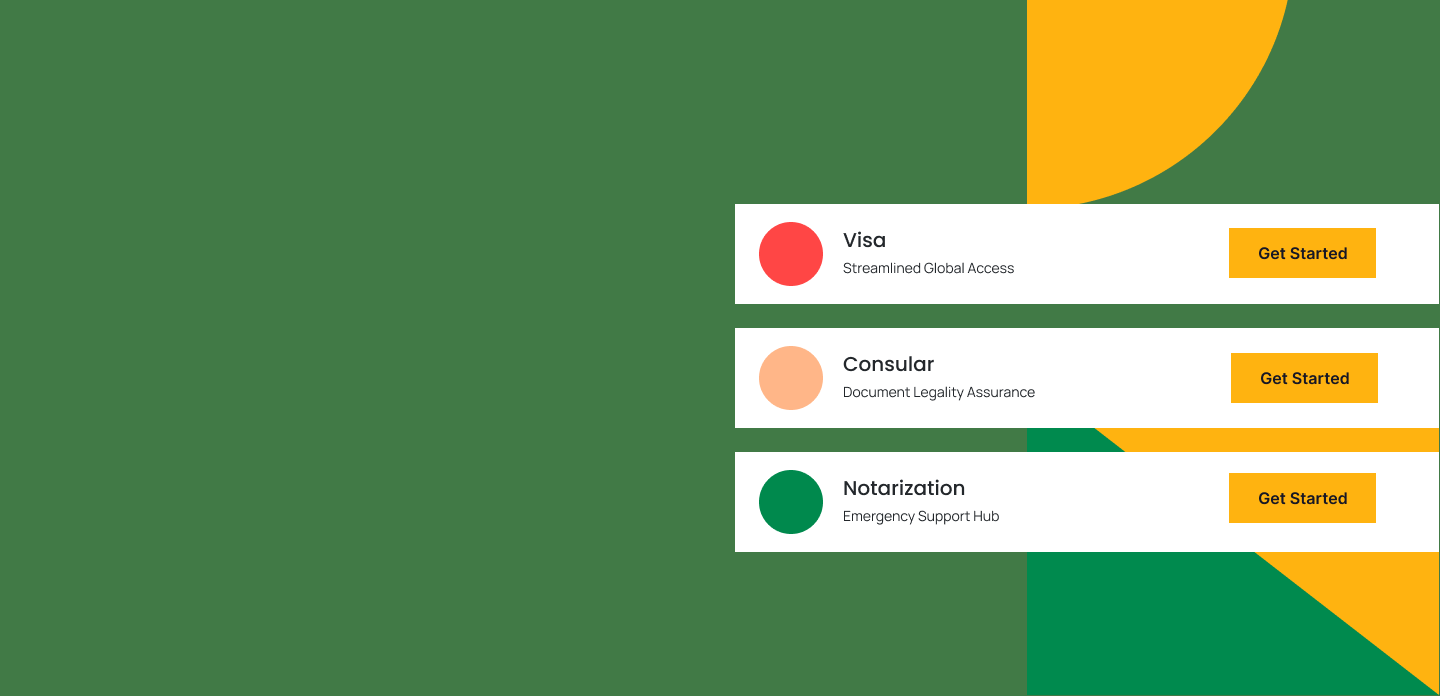 Visa
Streamlined Global Access
Get Started
Consular
Document Legality Assurance
Get Started
Notarization
Emergency Support Hub
Get Started